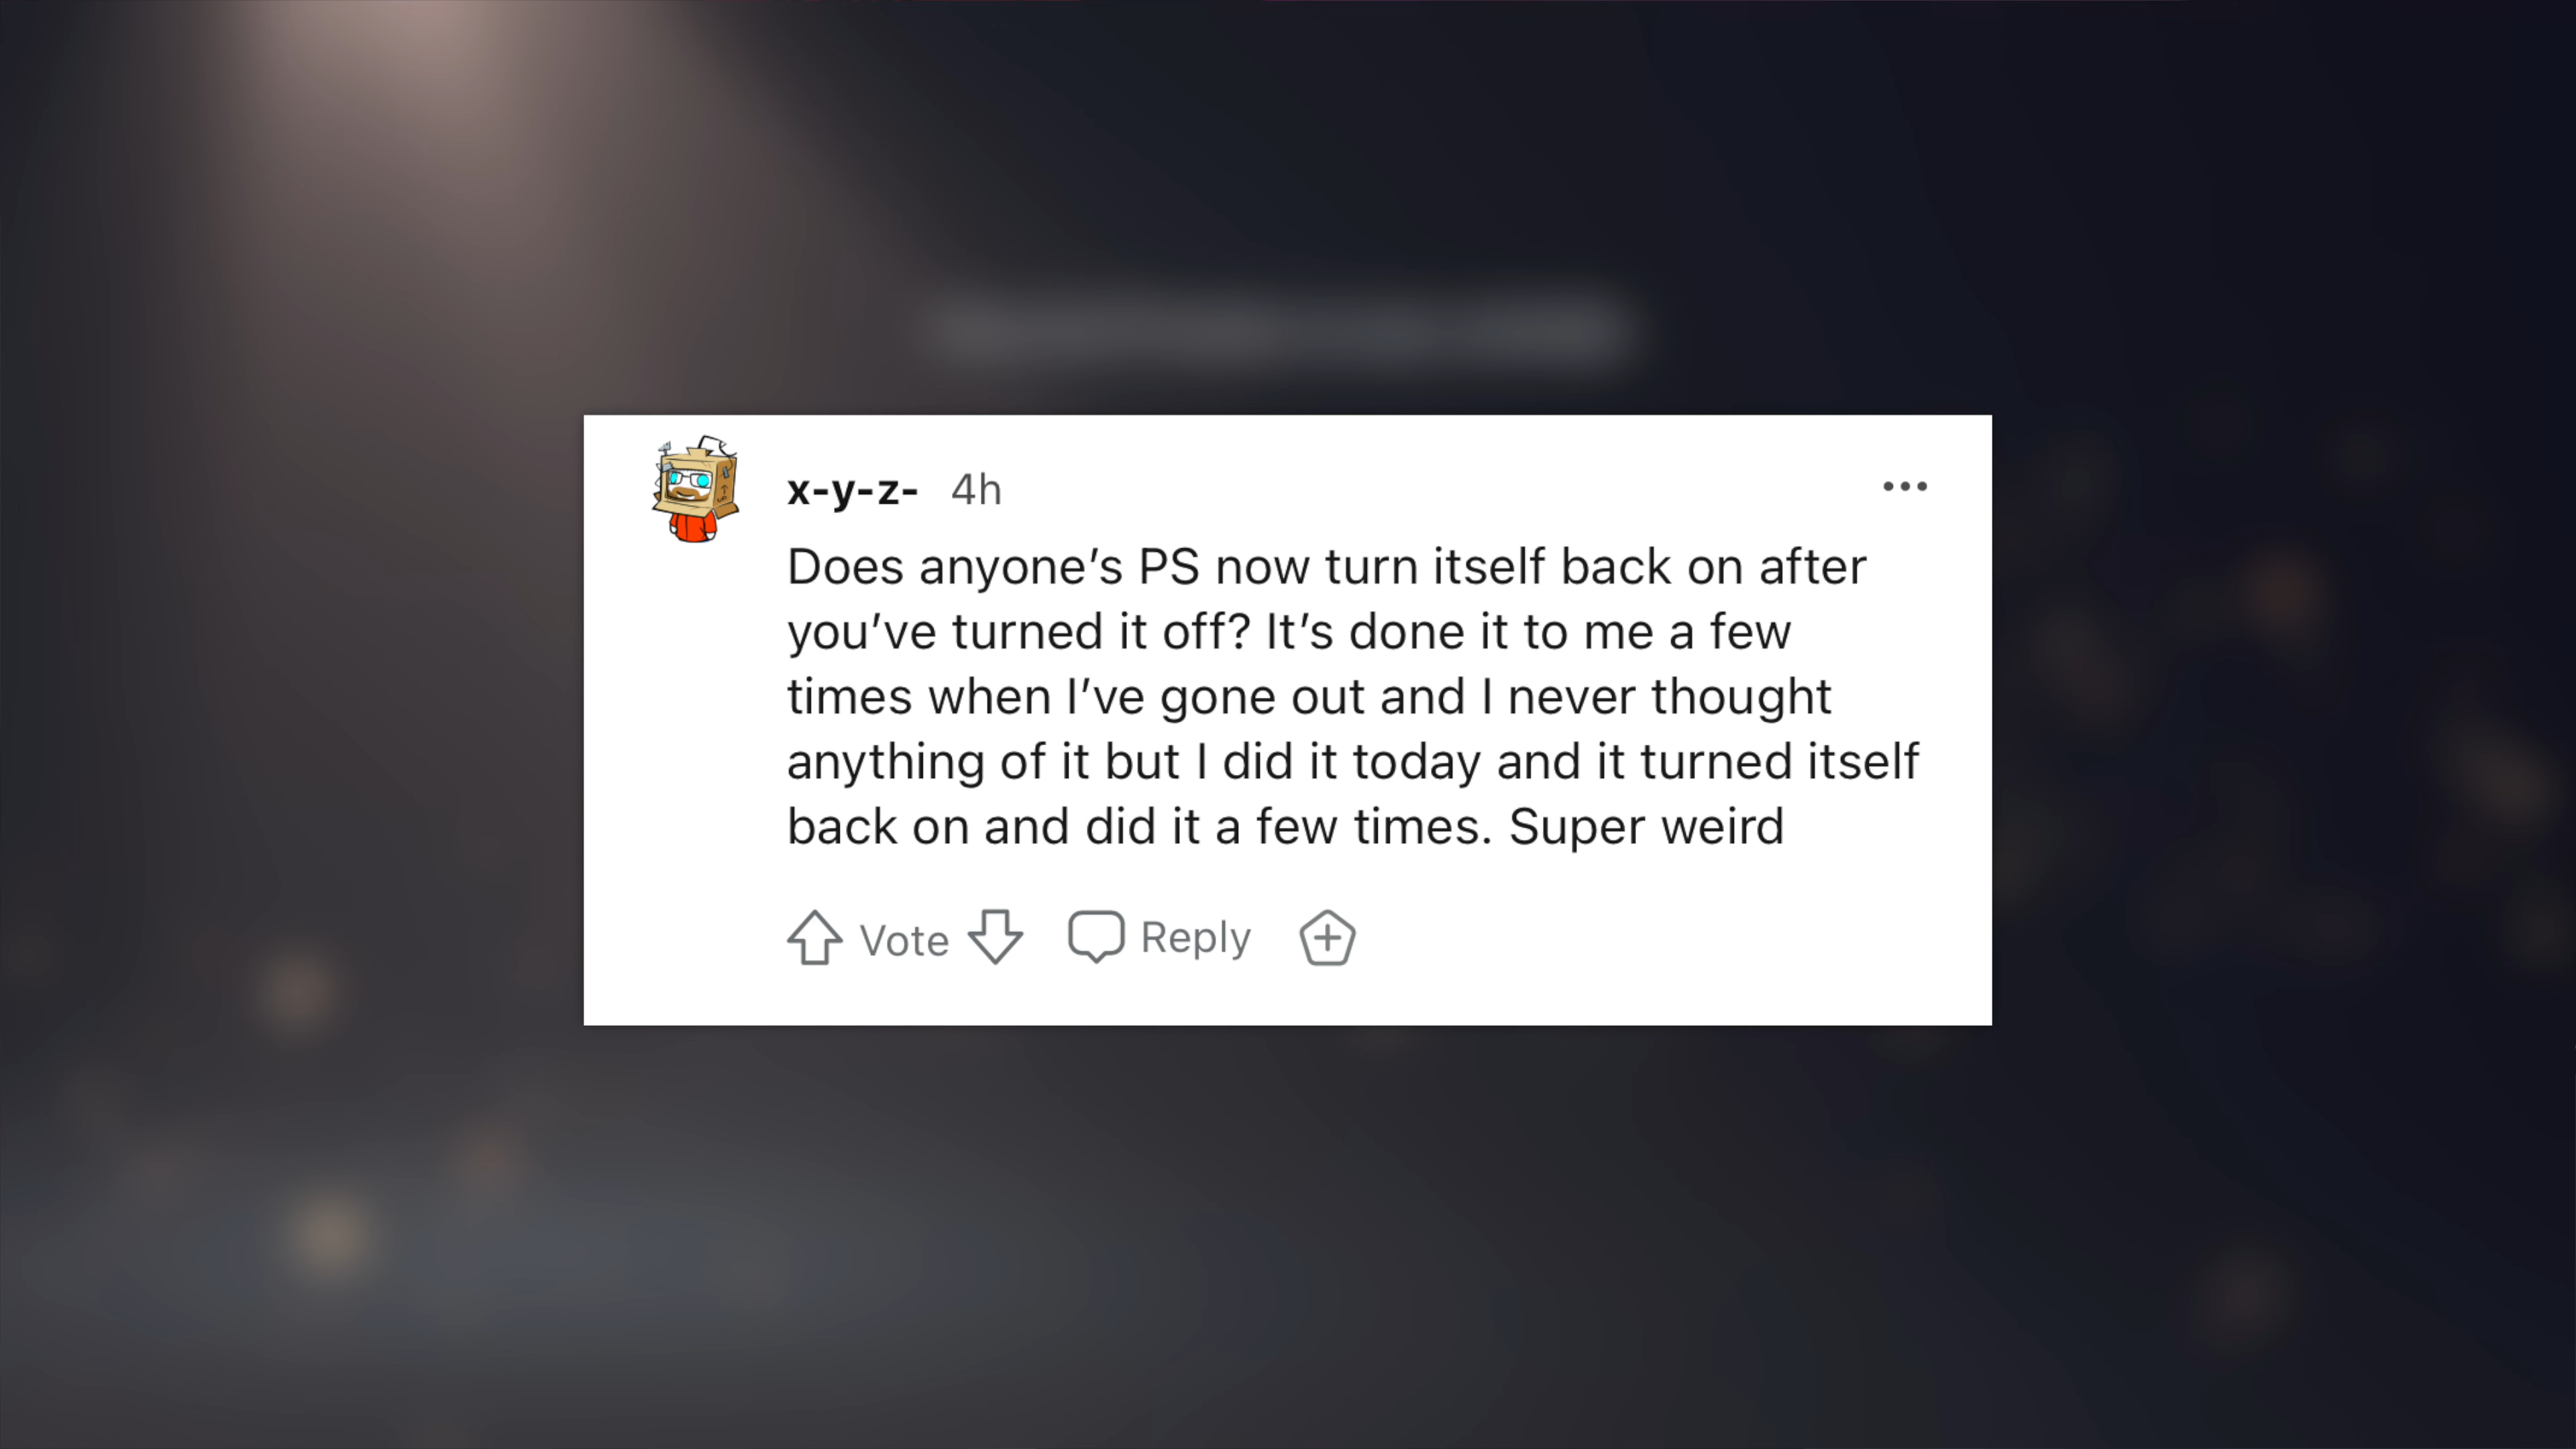 x-y-z- 4h
Does anyone’s PS now turn itself back on after
you’ve turned it off? It’s done it to me a few
times when I’ve gone out and I never thought
anything of it but I did it today and it turned itself
back on and did it a few times. Super weird
Vote Reply